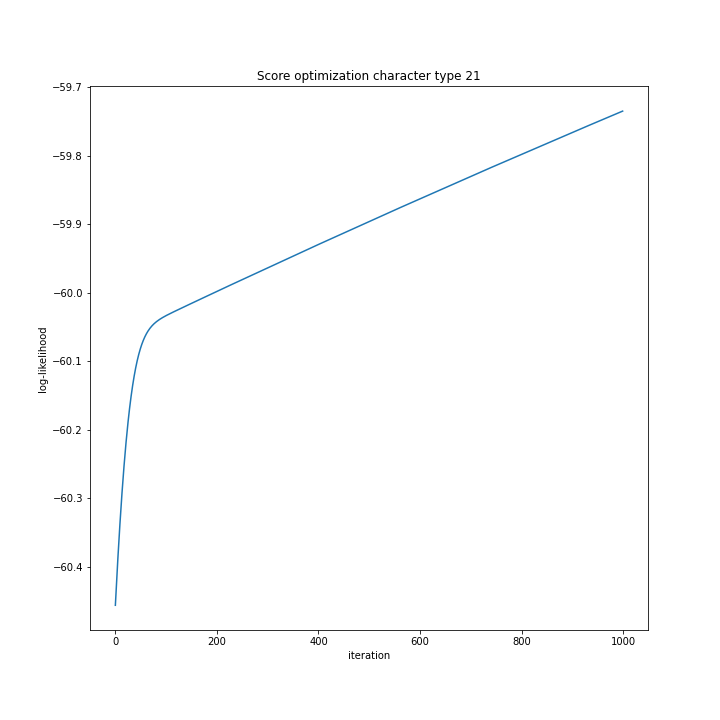 Score optimization character type 21
−59.7
−59.8
−59.9
−60.0
−60.1
−60.2
−60.3
−60.4
log-likelihood
0 200 400 600 800 1000
iteration